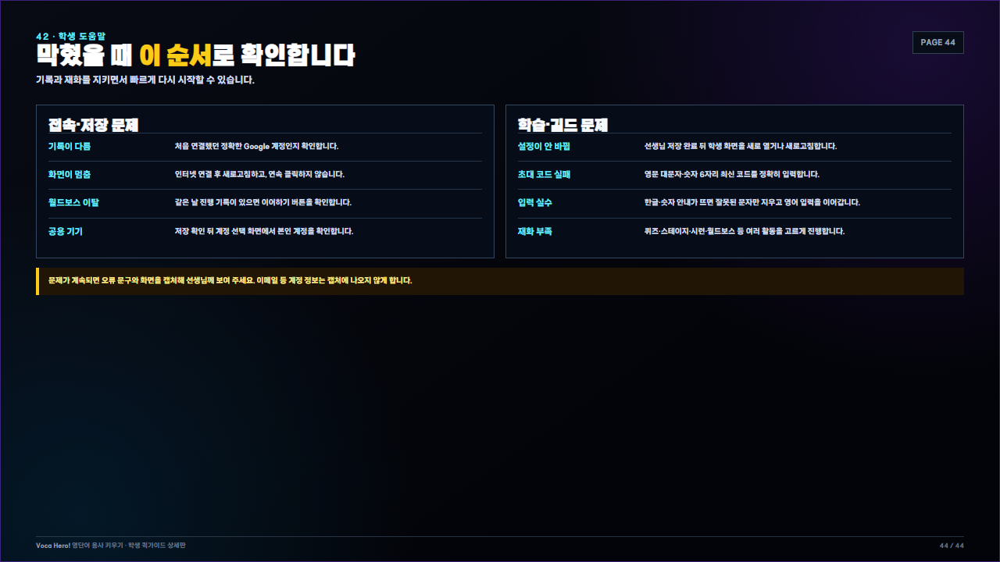 42 · 학생 도움말
PAGE 44
막혔을 때 이 순서로 확인합니다
기록과 재화를 지키면서 빠르게 다시 시작할 수 있습니다.
접속·저장 문제
기록이 다름 처음 연결했던 정확한 Google 계정인지 확인합니다.
화면이 멈춤 인터넷 연결 후 새로고침하고, 연속 클릭하지 않습니다.
월드보스 이탈 같은 날 진행 기록이 있으면 이어하기 버튼을 확인합니다.
공용 기기 저장 확인 뒤 계정 선택 화면에서 본인 계정을 확인합니다.
학습·길드 문제
설정이 안 바뀜 선생님 저장 완료 뒤 학생 화면을 새로 열거나 새로고침합니다.
초대 코드 실패 영문 대문자·숫자 6자리 최신 코드를 정확히 입력합니다.
입력 실수 한글·숫자 안내가 뜨면 잘못된 문자만 지우고 영어 입력을 이어갑니다.
재화 부족 퀴즈·스테이지·시련·월드보스 등 여러 활동을 고르게 진행합니다.
문제가 계속되면 오류 문구와 화면을 캡처해 선생님께 보여 주세요. 이메일 등 계정 정보는 캡처에 나오지 않게 합니다.
Voca Hero! 영단어 용사 키우기 · 학생 퀵가이드 상세판
44 / 44